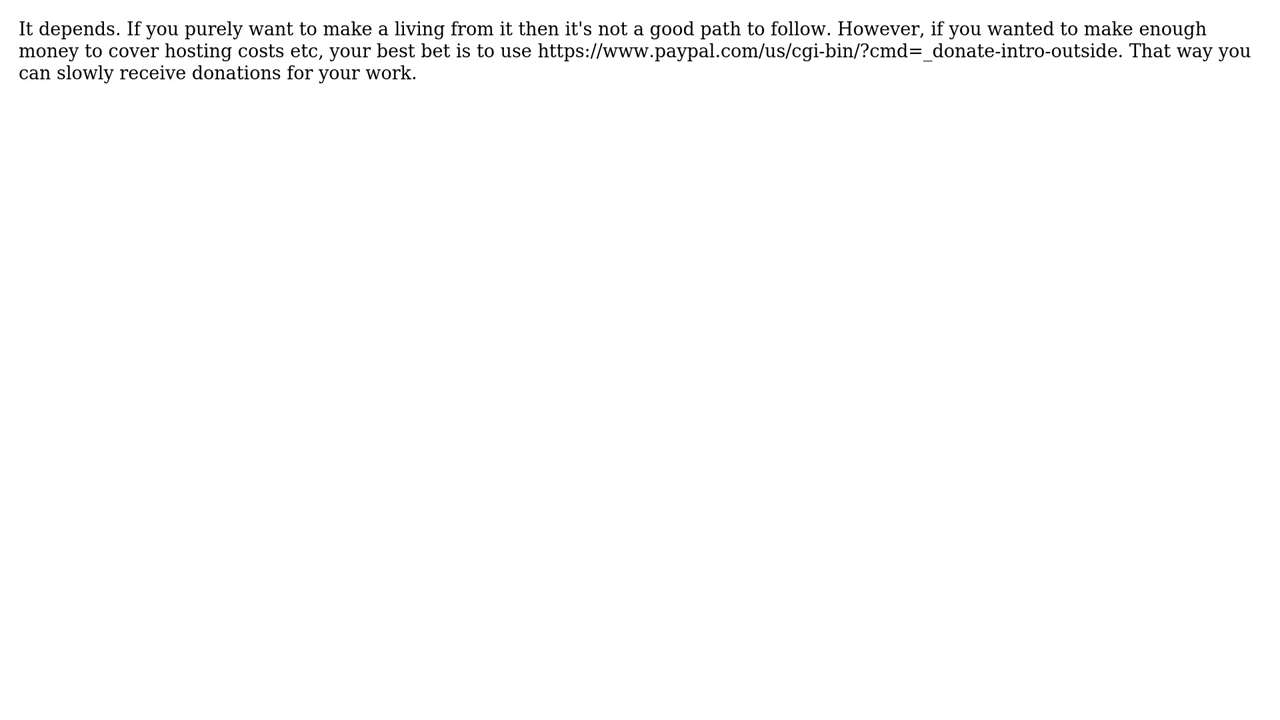 It depends. If you purely want to make a living from it then it's not a good path to follow. However, if you wanted to make enough
money to cover hosting costs etc, your best bet is to use https://www.paypal.com/us/cgi-bin/?cmd=_donate-intro-outside. That way you
can slowly receive donations for your work.